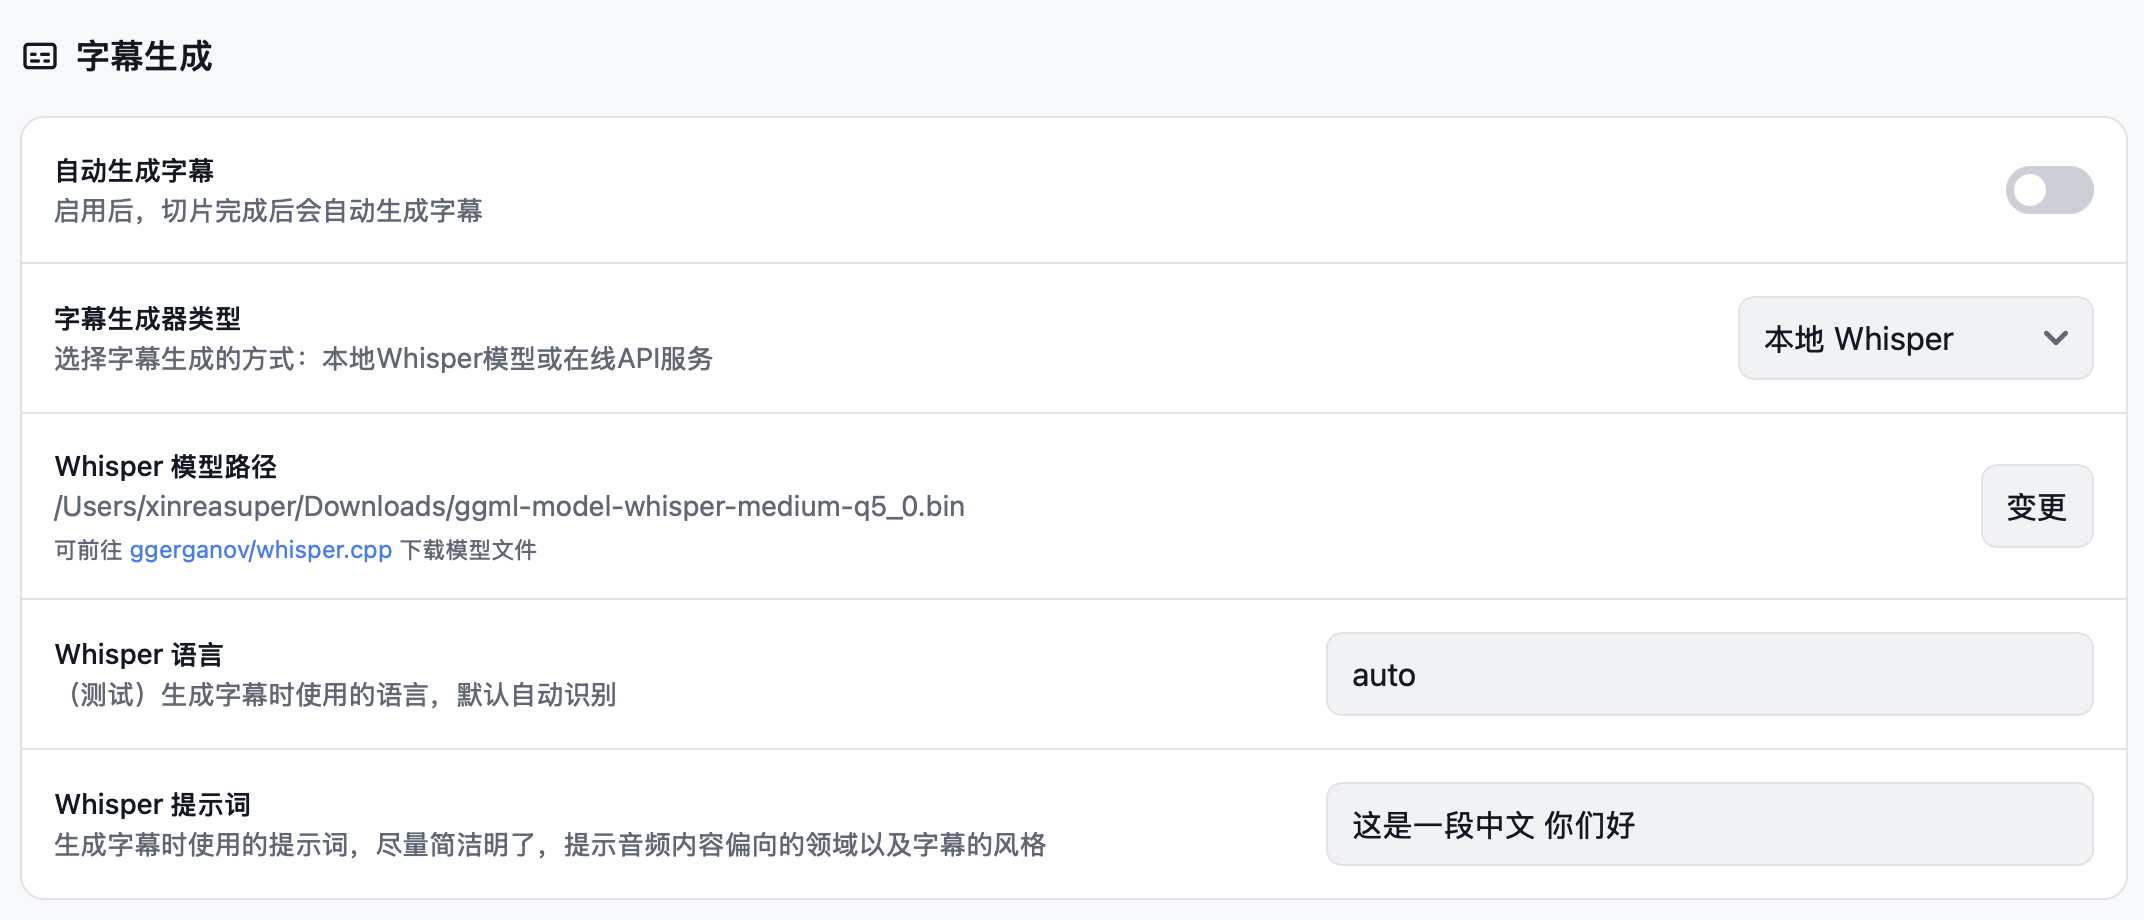 字幕生成
自动生成字幕
启用后，切片完成后会自动生成字幕
字幕生成器类型
选择字幕生成的方式：本地Whisper模型或在线API服务
本地 Whisper
Whisper 模型路径
/Users/xinreasuper/Downloads/ggml-model-whisper-medium-q5_0.bin
可前往 ggerganov/whisper.cpp 下载模型文件
变更
Whisper 语言
（测试）生成字幕时使用的语言，默认自动识别
auto
Whisper 提示词
生成字幕时使用的提示词，尽量简洁明了，提示音频内容偏向的领域以及字幕的风格
这是一段中文 你们好